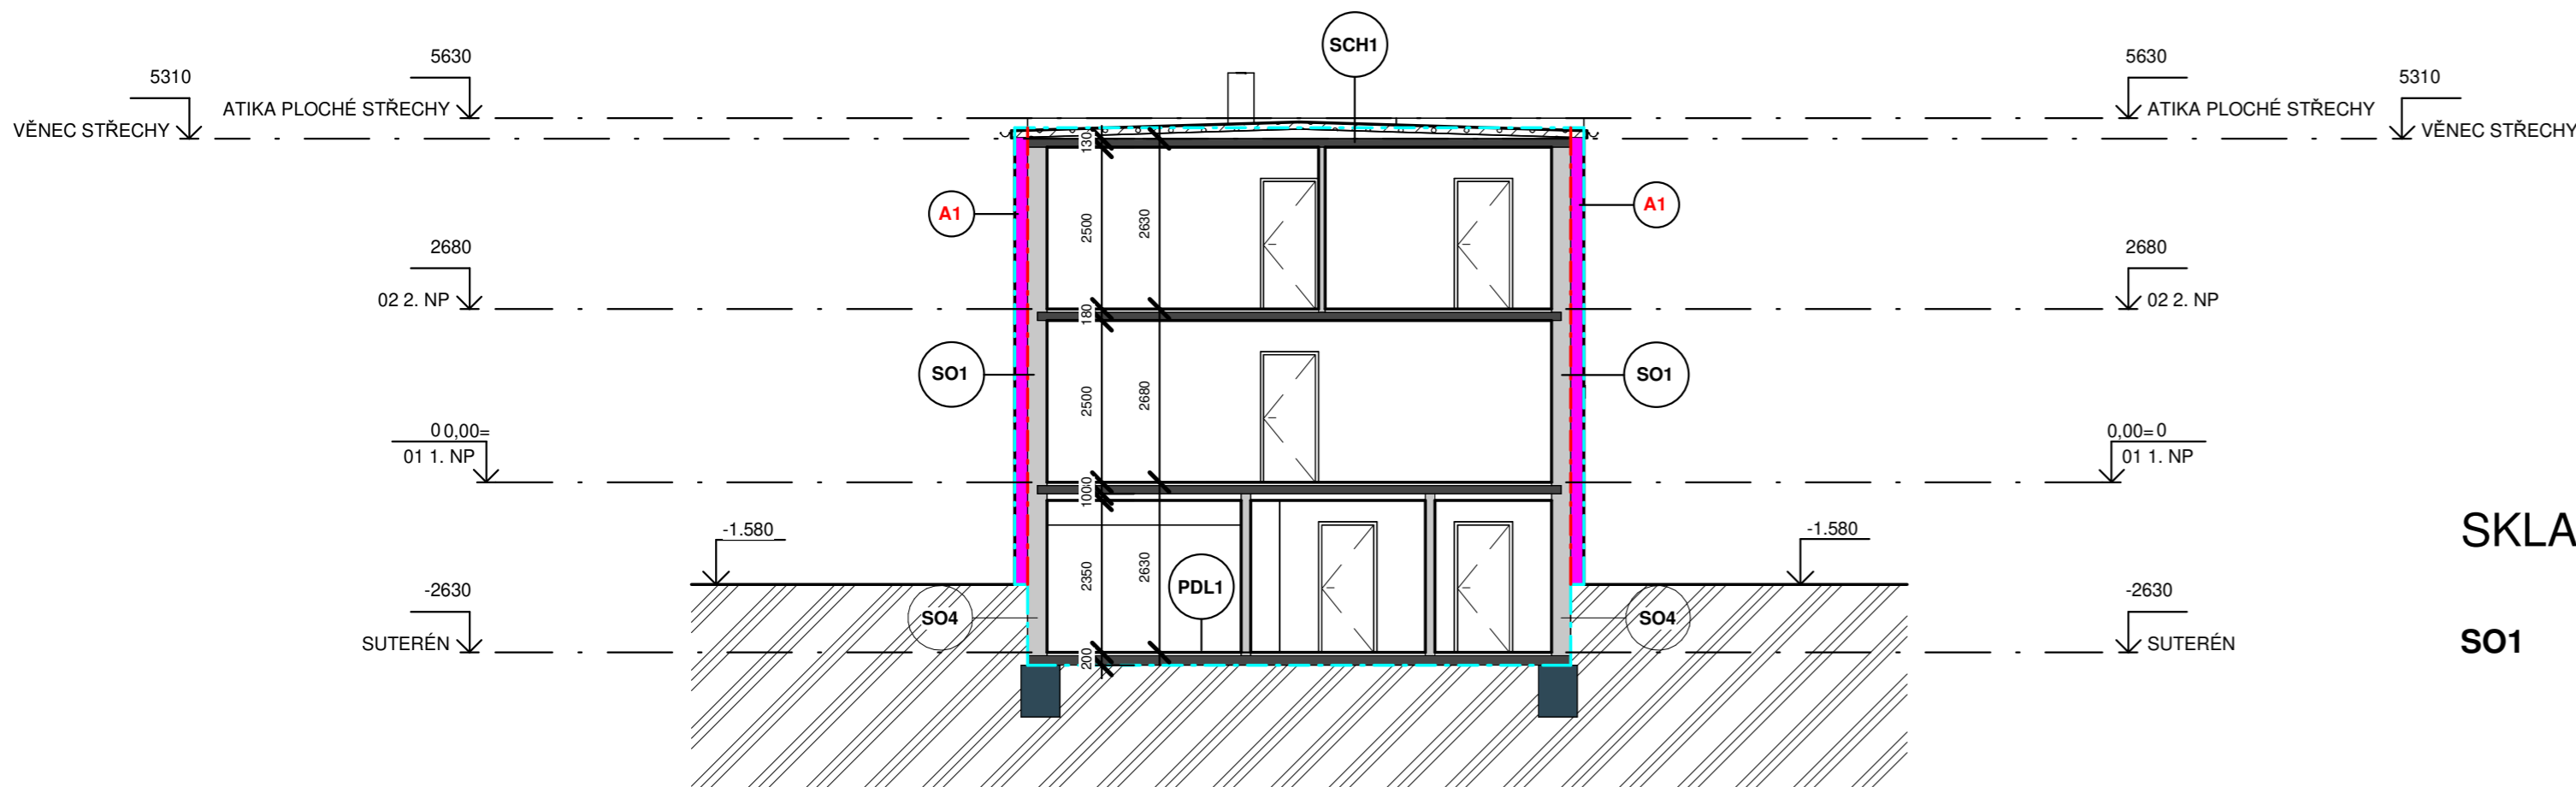 SCH1
5630
5310
ATIKA PLOCHÉ STŘECHY
VĚNEC STŘECHY
5630
5310
ATIKA PLOCHÉ STŘECHY
VĚNEC STŘECHY
130
A1
A1
2500
2630
2680
02 2. NP
2680
02 2. NP
180
SO1
SO1
2500
2680
0 0,00=
01 1. NP
0,00= 0
01 1. NP
-1.580
-1.580
SKLA
2350
2630
PDL1
-2630
SUTERÉN
SO4
SO4
-2630
SUTERÉN
SO1
200